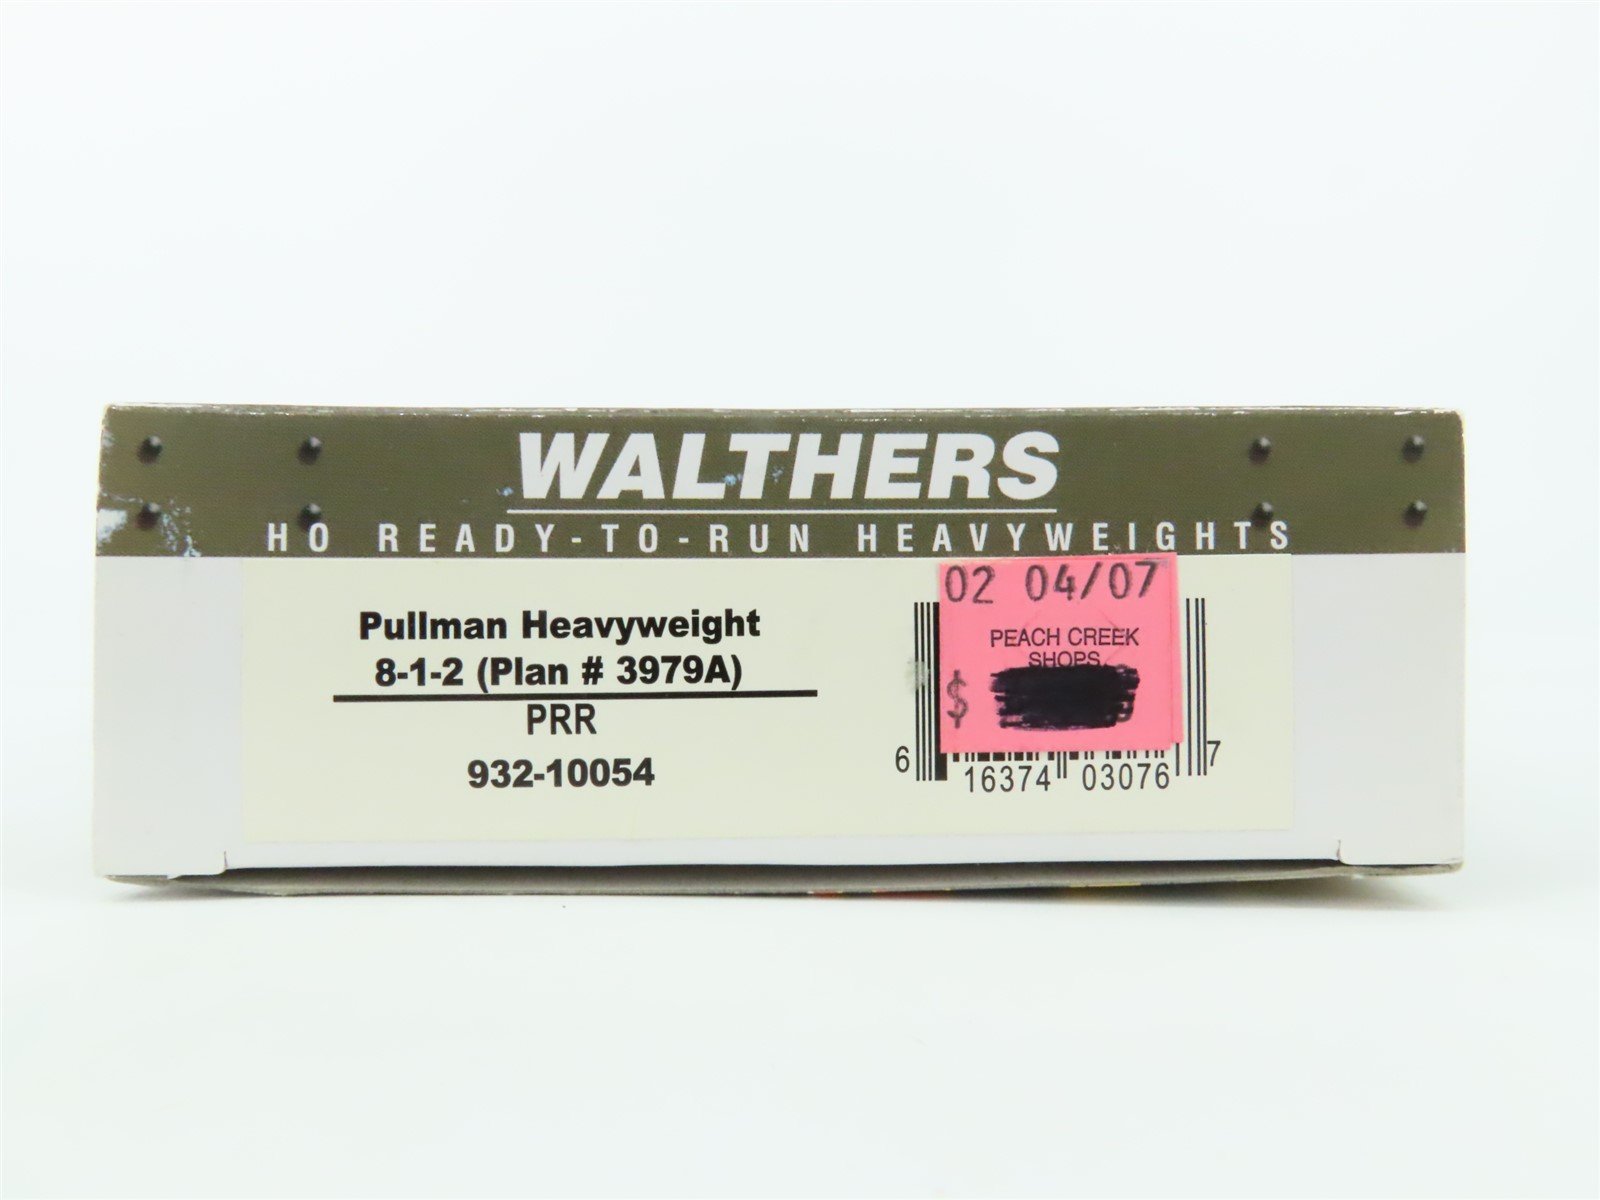 WALTHERS
HO READY-TO-RUN HEAVYWEIGHTS
Pullman Heavyweight
8-1-2 (Plan # 3979A)
PRR
932-10054
02 04/07
PEACH CREEK
SHOPS
$
6 16374 03076 7